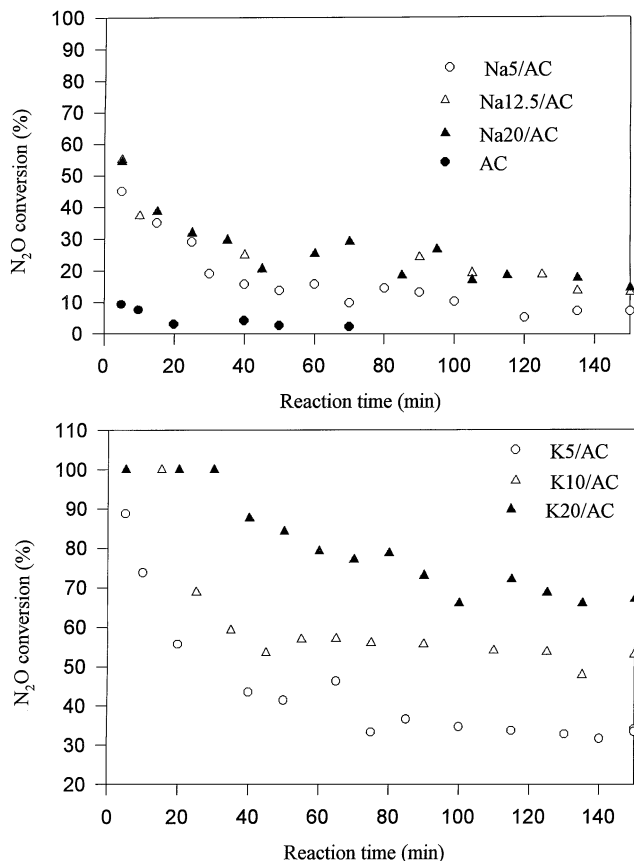 100
90
80
70
60
50
40
30
20
10
0
N₂O conversion (%)
Na5/AC
Na12.5/AC
Na20/AC
AC
20 40 60 80 100 120 140
Reaction time (min)
110
100
90
80
70
60
50
40
30
20
N₂O conversion (%)
K5/AC
K10/AC
K20/AC
0 20 40 60 80 100 120 140
Reaction time (min)